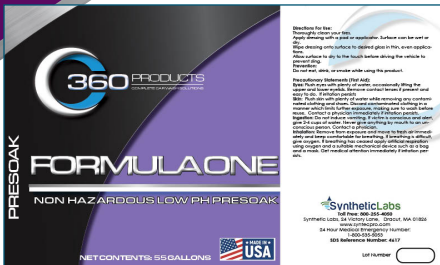 360 PRODUCTS
COMPLETE CAR WASH SOLUTIONS
PRESOAK
FORMULA ONE
NON HAZARDOUS LOW PH PRESOAK
NET CONTENTS: 55 GALLONS
MADE IN
USA
Directions For Use:
Thoroughly clean your tires.
Apply dressing with a pad or applicator. Surface can be wet or
dry.
Wipe dressing onto surface to desired gloss in thin, even applica-
tions.
Allow surface to dry to the touch before driving the vehicle to
prevent sling.
Prevention:
Do not eat, drink, or smoke while using this product.
Precautionary Statements (First Aid):
Eyes: Flush eyes with plenty of water, occasionally lifting the
upper and lower eyelids. Remove contact lenses if present and
easy to do. If irritation persists
Skin: Flush skin with plenty of water while removing any contami-
nated clothing and shoes. Discard contaminated clothing in a
manner which limits further exposure, making sure to wash before
reuse. Contact a physician immediately if irritation persists.
Ingestion: Do not induce vomiting. If victim is conscious and alert,
give 2-4 cups of water. Never give anything by mouth to an un-
conscious person. Contact a physician.
Inhalation: Remove from exposure and move to fresh air immedi-
ately and keep comfortable for breathing. If breathing is difficult,
give oxygen. If breathing has ceased apply artificial respiration
using oxygen and a suitable mechanical device such as a bag
and a mask. Get medical attention immediately if irritation per-
sists.
SyntheticLabs
Toll Free: 800-255-4050
Synthetic Labs, 24 Victory Lane, Dracut, MA 01826
www.syntecpro.com
24 Hour Medical Emergency Number:
1-800-535-5053
SDS Reference Number: 4617
Lot Number